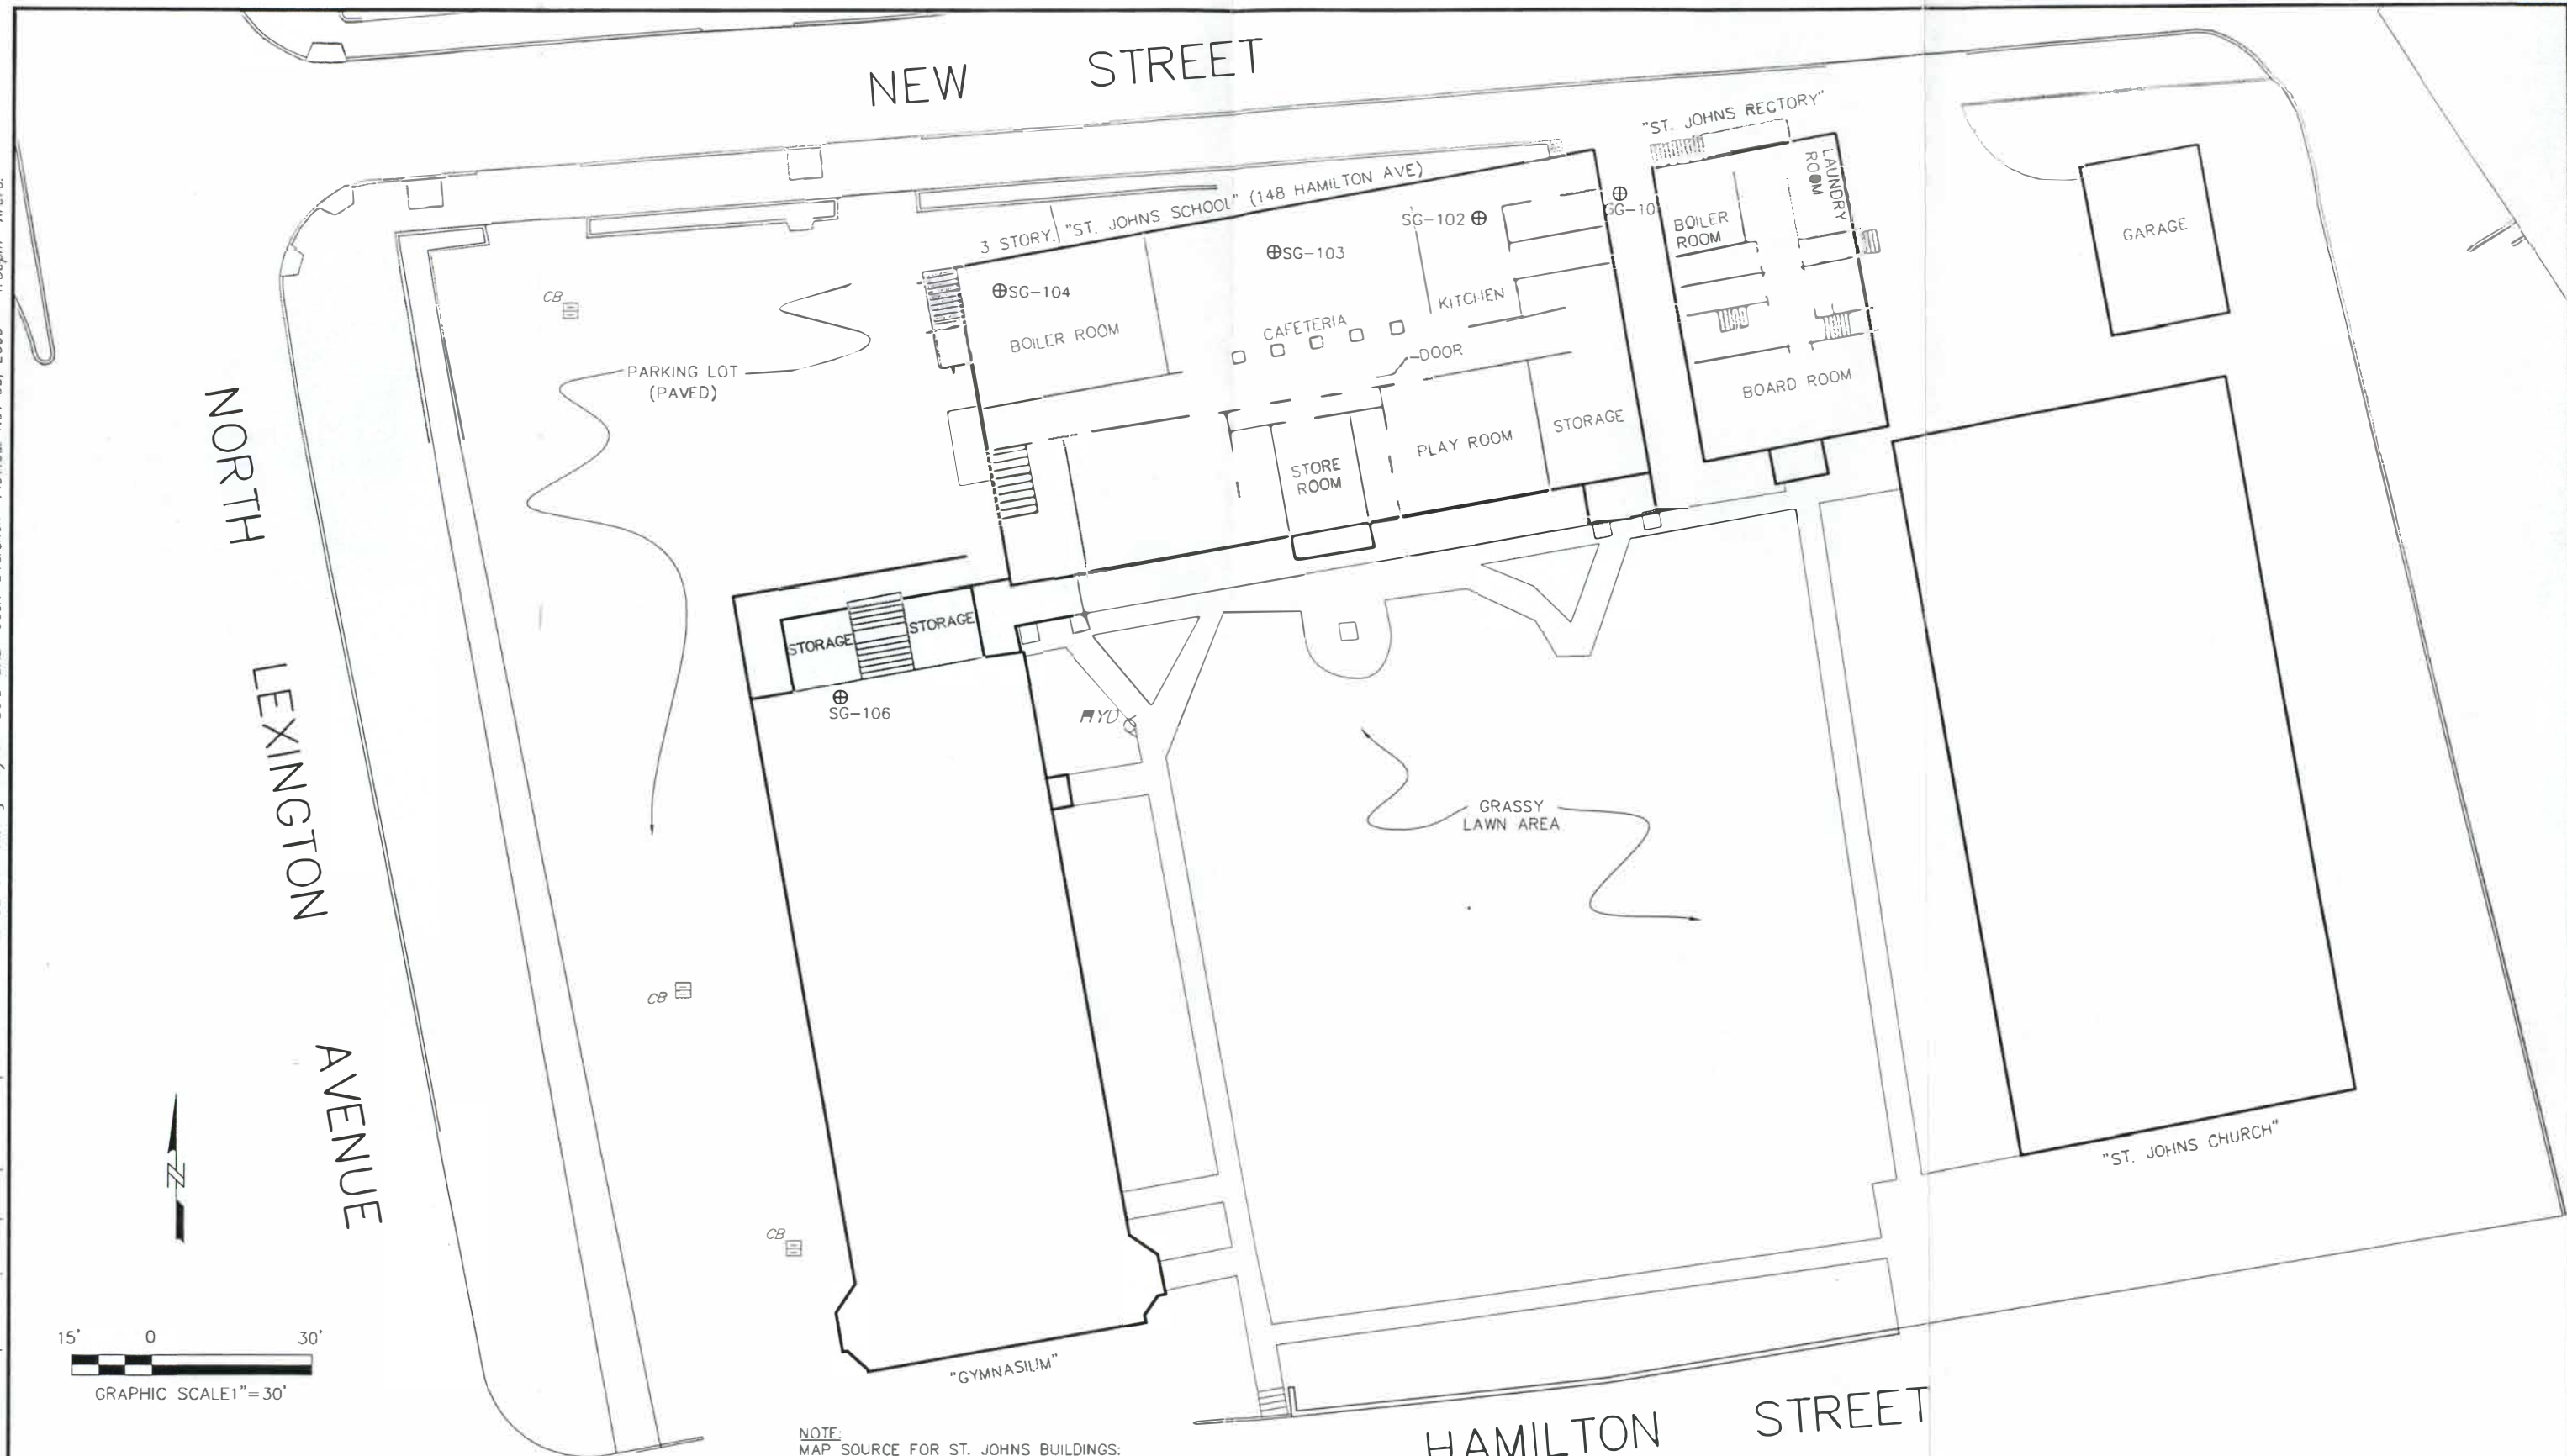 NEW STREET
"ST. JOHNS RECTORY"
3 STORY. "ST. JOHNS SCHOOL" (148 HAMILTON AVE)
LAUNDRY
ROOM
SG-102
SG-10
BOILER
ROOM
GARAGE
SG-103
SG-104
CB
KITCHEN
CAFETERIA
BOILER ROOM
DOOR
PARKING LOT
(PAVED)
BOARD ROOM
STORAGE
PLAY ROOM
STORE
ROOM
NORTH
LEXINGTON
AVENUE
STORAGE
STORAGE
SG-106
GRASSY
LAWN AREA
CB
CB
"ST. JOHNS CHURCH"
N
15' 0 30'
GRAPHIC SCALE1"=30'
"GYMNASIUM"
HAMILTON STREET
NOTE:
MAP SOURCE FOR ST. JOHNS BUILDINGS: